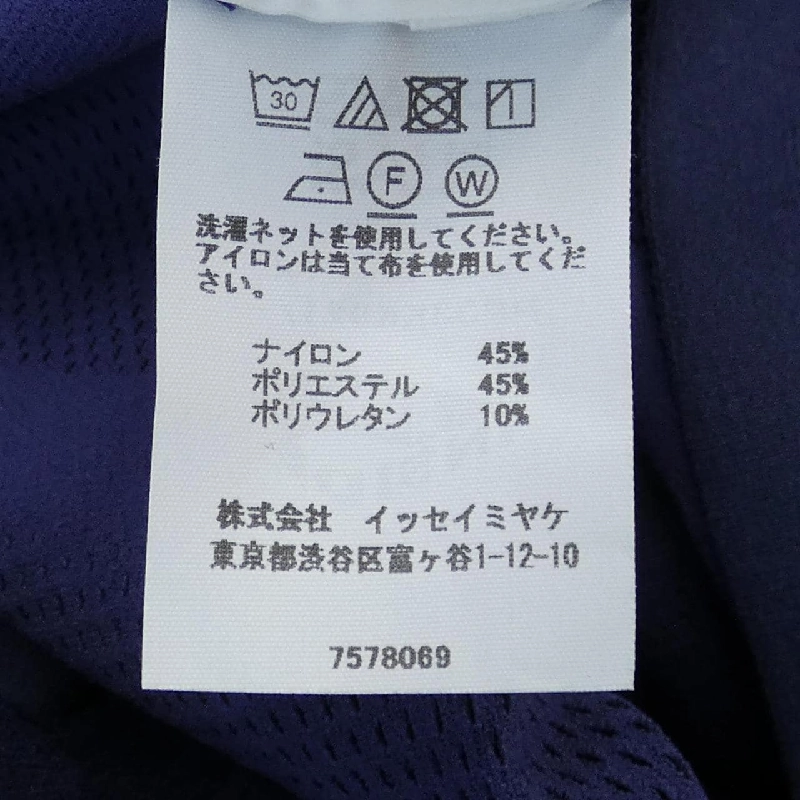 30
F W
洗濯ネットを使用してください。
アイロンは当て布を使用してくだ
さい。
ナイロン 45%
ポリエステル 45%
ポリウレタン 10%
株式会社 イッセイミヤケ
東京都渋谷区富ヶ谷1-12-10
7578069